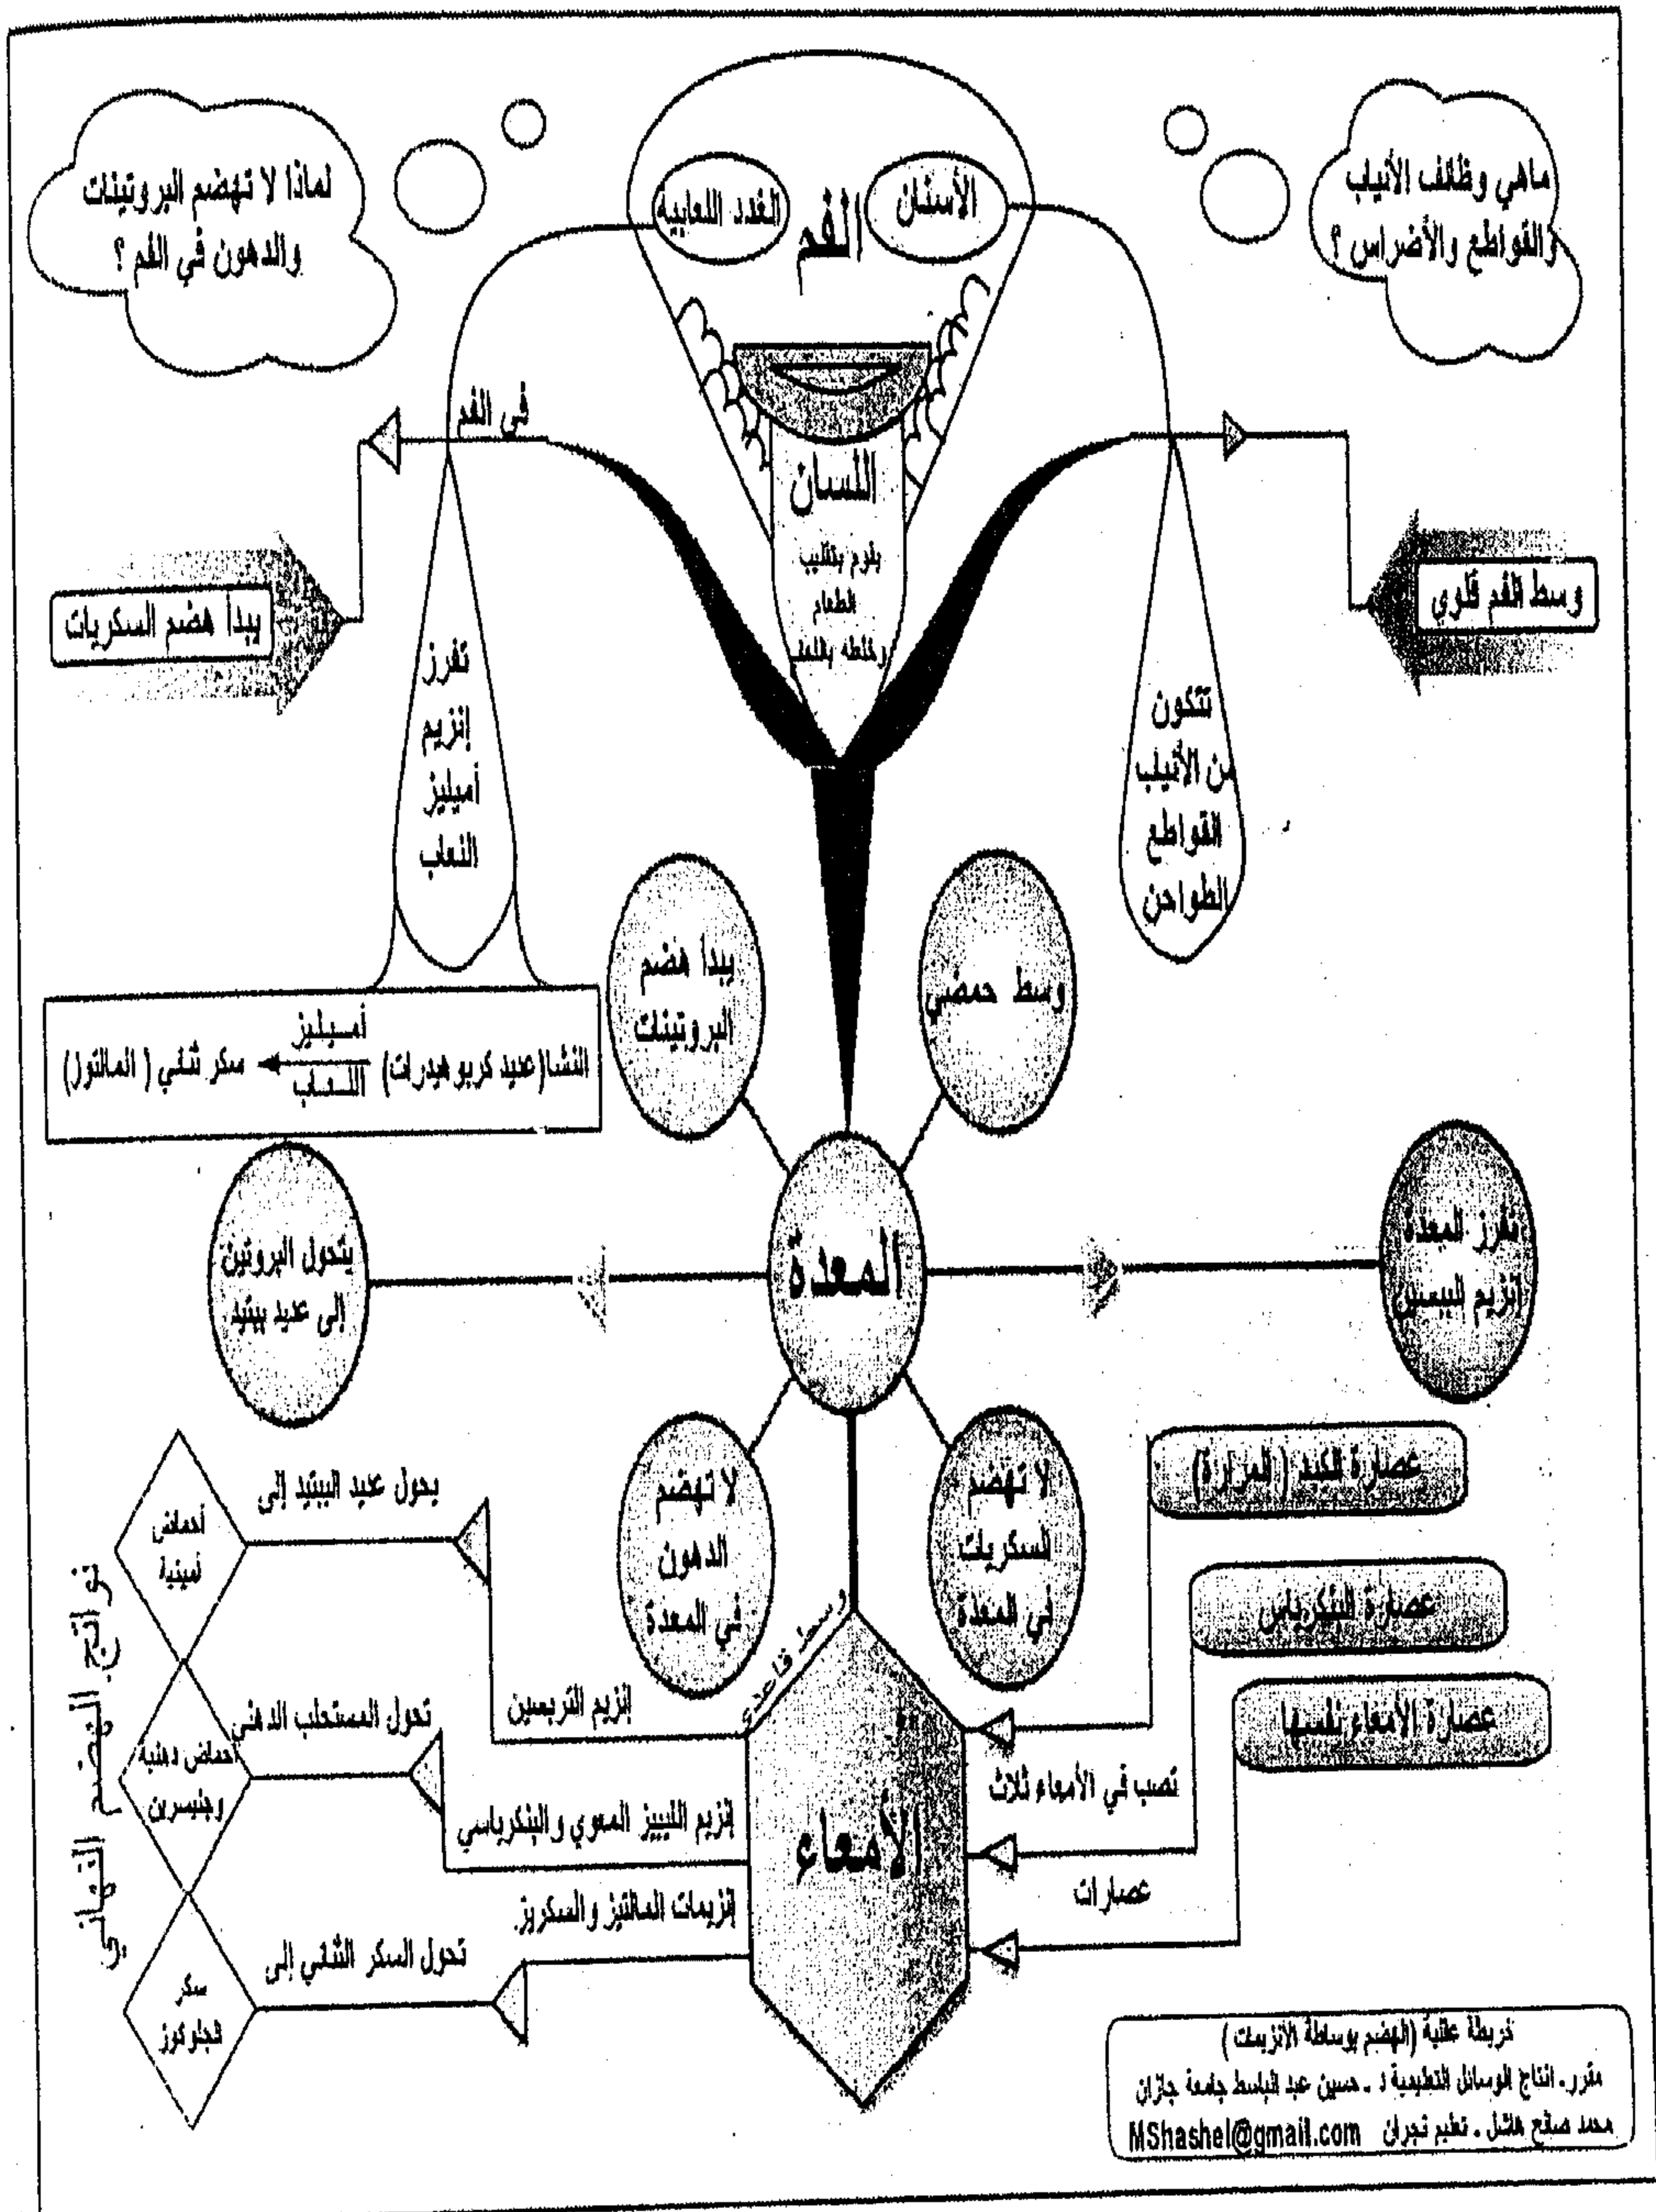 ماهي وظائف الأنياب
والقواطع والأضراس ؟
لماذا لا تهضم البروتينات
والدهون في الفم ؟
الأسنان
الفم
الغدد اللعابية
في الفم
اللسان
يقوم بتقليب
الطعام
وخلطه باللعاب
وسط الفم قلوي
يبدأ هضم السكريات
تتكون
من الأنياب
القواطع
الطواحن
تفرز
إنزيم
أميليز
اللعاب
وسط حمضي
يبدأ هضم
البروتينات
النشا(عديد كربوهيدرات)
أمـيـلـيـز
اللـعـاب
سكر ثنائي ( المالتوز)
المعدة
تفرز المعدة
إنزيم الببسين
يتحول البروتين
إلى عديد ببتيد
لا تهضم
السكريات
في المعدة
لا تهضم
الدهون
في المعدة
عصارة الكبد ( المرارة)
عصارة البنكرياس
عصارة الأمعاء نفسها
تصب في الأمعاء ثلاث
عصارات
وسط قاعدي
الأمعاء
إنزيم التربسين
يحول عديد الببتيد إلى
أحماض
أمينية
إنزيم الليبيز المعوي والبنكرياسي
تحول المستحلب الدهني
أحماض دهنية
وجليسرين
إنزيمات المالتيز والسكريز
تحول السكر الثنائي إلى
سكر
الجلوكوز
نواتج الهضم النهائي
خريطة عقلية (الهضم بوساطة الانزيمات )
مقرر. انتاج الوسائل التعليمية د . حسين عبد الباسط جامعة جازان
محمد صالح هاشل . تعليم نجران MShashel@gmail.com